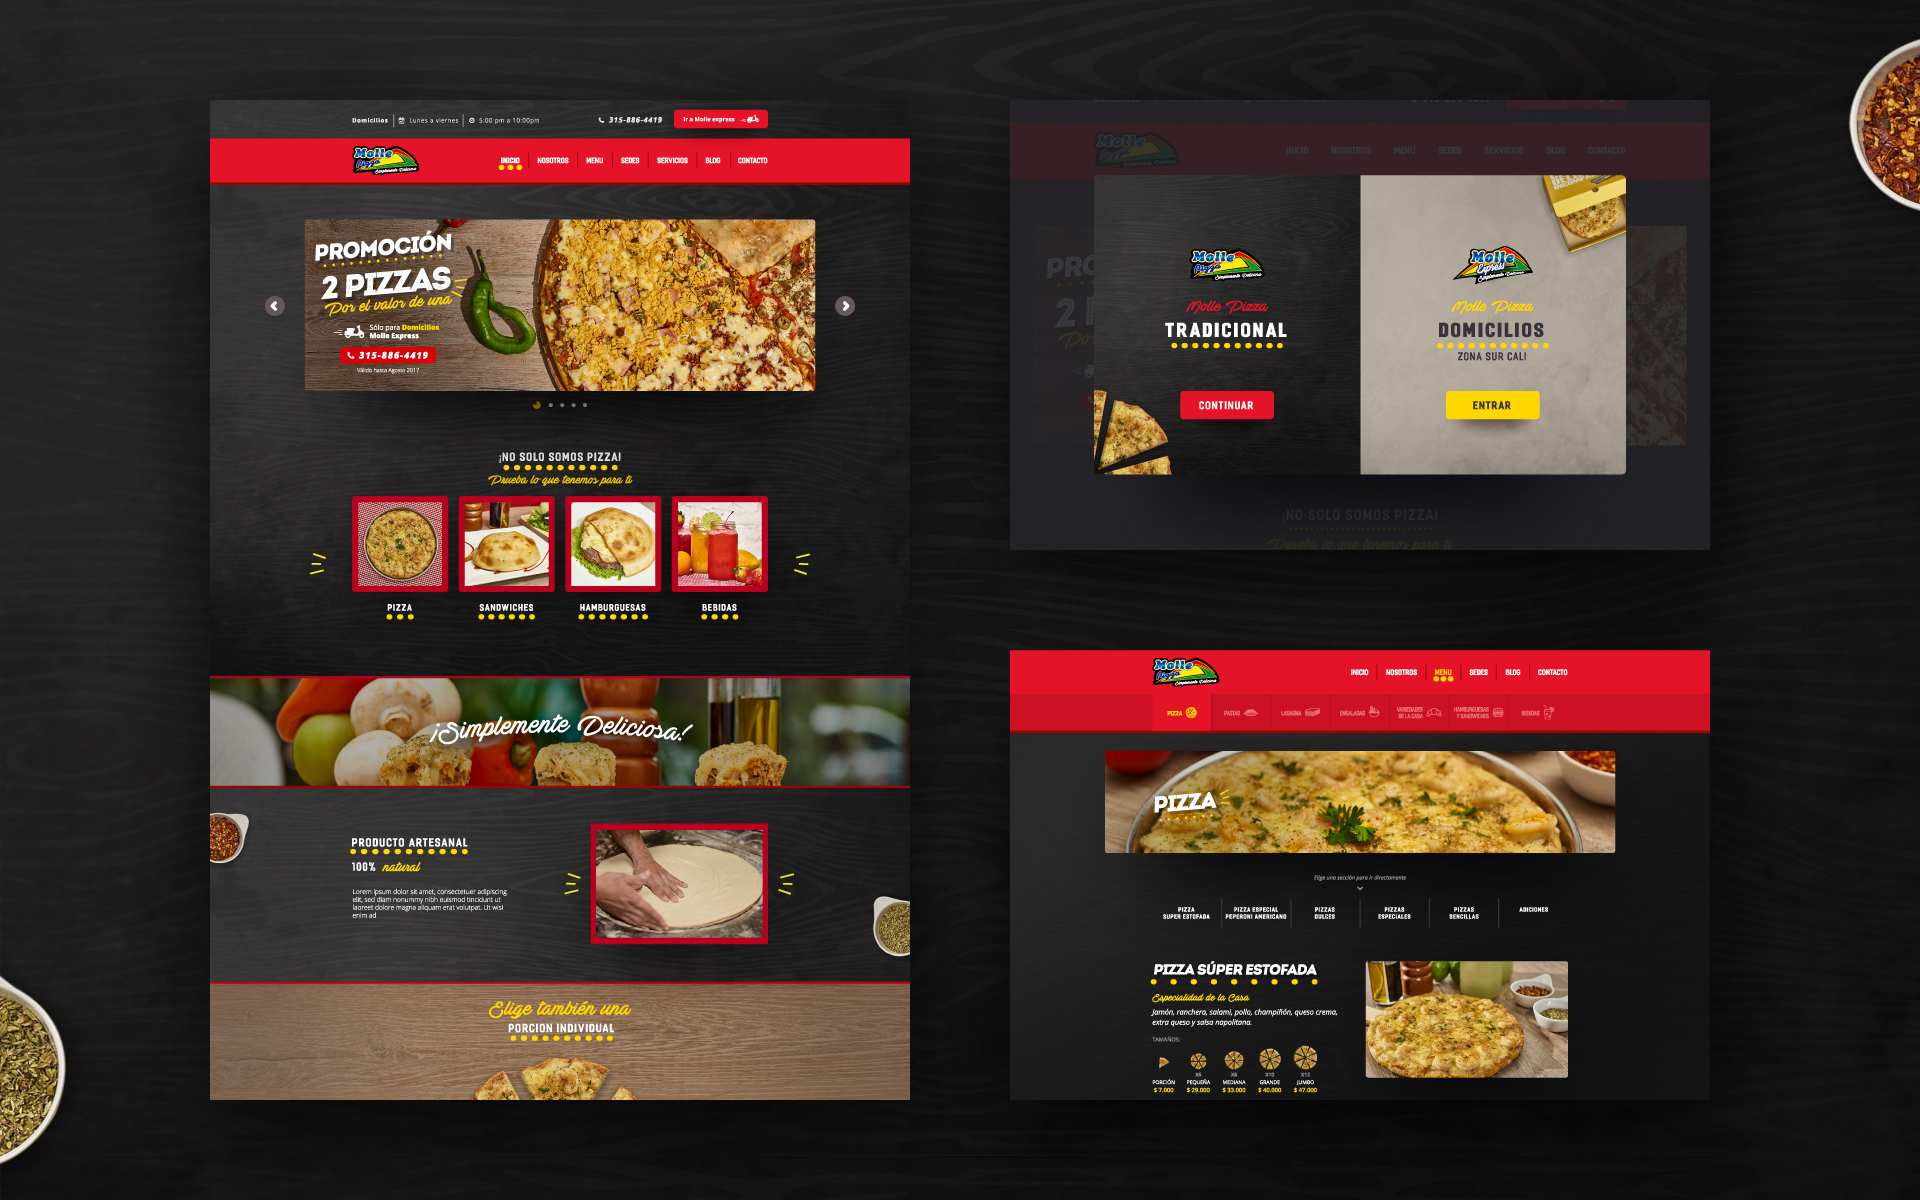 Domicilios
Lunes a viernes
5:00 pm a 10:00pm
315-886-4419
Ir a Molle express
Molle
Pizza
Simplemente Deliciosa
INICIO
NOSOTROS
MENU
SEDES
SERVICIOS
BLOG
CONTACTO
PROMOCIÓN
2 PIZZAS
Por el valor de una
Sólo para Domicilios
Molle Express
315-886-4419
Válido hasta Agosto 2017
¡NO SOLO SOMOS PIZZA!
Prueba lo que tenemos para ti
PIZZA
SANDWICHES
HAMBURGUESAS
BEBIDAS
¡Simplemente Deliciosa!
PRODUCTO ARTESANAL
100% natural
Lorem ipsum dolor sit amet, consectetuer adipiscing
elit, sed diam nonummy nibh euismod tincidunt ut
laoreet dolore magna aliquam erat volutpat. Ut wisi
enim ad
Elige también una
PORCION INDIVIDUAL
INICIO
NOSOTROS
MENU
SEDES
SERVICIOS
BLOG
CONTACTO
Molle
Pizza
Simplemente Deliciosa
Molle Pizza
TRADICIONAL
CONTINUAR
Molle
Express
Simplemente Deliciosa
Molle Pizza
DOMICILIOS
ZONA SUR CALI
ENTRAR
¡NO SOLO SOMOS PIZZA!
Prueba lo que tenemos para ti
Molle
Pizza
Simplemente Deliciosa
INICIO
NOSOTROS
MENU
SEDES
BLOG
CONTACTO
PIZZA
PASTAS
LASAGNA
ENSALADAS
VARIEDADES
DE LA CASA
HAMBURGUESAS
Y SANDWICHES
BEBIDAS
PIZZA
Elige una sección para ir directamente
PIZZA
SUPER ESTOFADA
PIZZA ESPECIAL
PEPERONI AMERICANO
PIZZAS
DULCES
PIZZAS
ESPECIALES
PIZZAS
SENCILLAS
ADICIONES
PIZZA SÚPER ESTOFADA
Especialidad de la Casa
Jamón, ranchera, salami, pollo, champiñón, queso crema,
extra queso y salsa napolitana.
TAMAÑOS:
X6
X8
X10
X12
PORCIÓN
PEQUEÑA
MEDIANA
GRANDE
JUMBO
$ 7.000
$ 29.000
$ 33.000
$ 40.000
$ 47.000